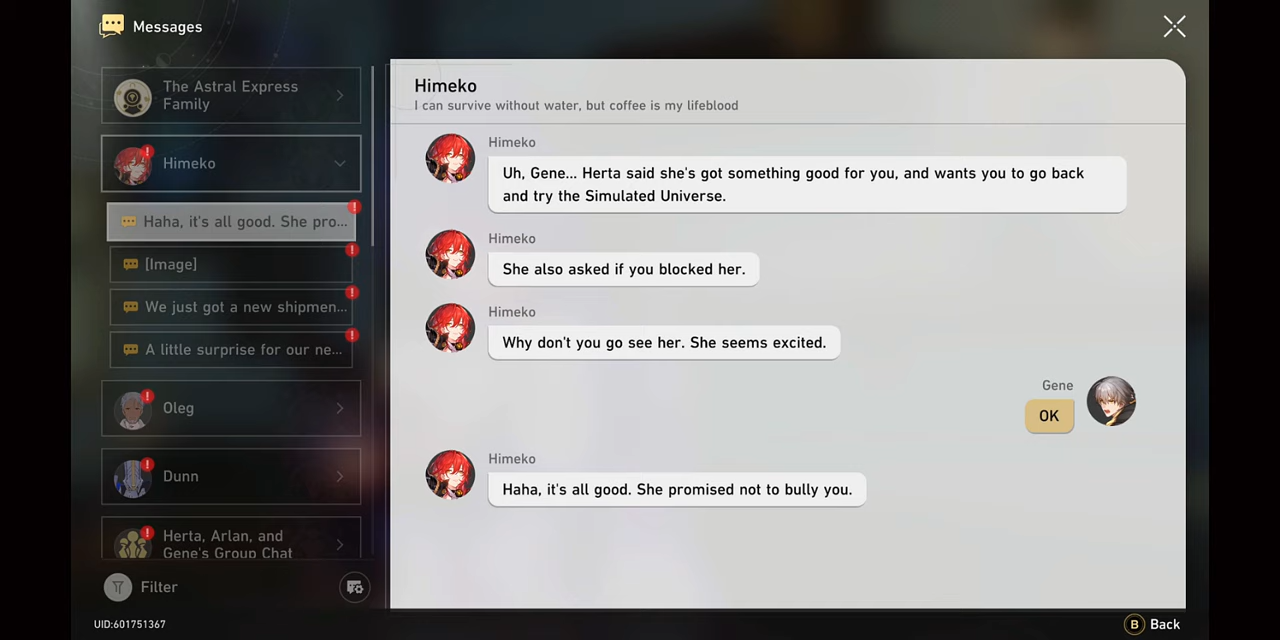 Messages
The Astral Express
Family
Himeko
Haha, it's all good. She pro...
[Image]
We just got a new shipmen...
A little surprise for our ne...
Oleg
Dunn
Herta, Arlan, and
Gene's Group Chat
Filter
UID:601751367
Himeko
I can survive without water, but coffee is my lifeblood
Himeko
Uh, Gene... Herta said she's got something good for you, and wants you to go back
and try the Simulated Universe.
Himeko
She also asked if you blocked her.
Himeko
Why don't you go see her. She seems excited.
Gene
OK
Himeko
Haha, it's all good. She promised not to bully you.
B Back